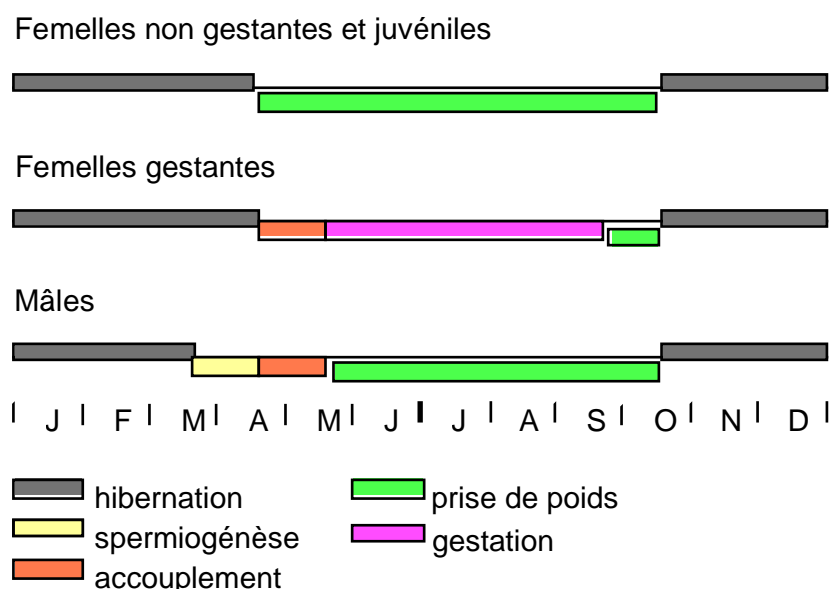 Femelles non gestantes et juvéniles
Femelles gestantes
Mâles
J F M A M J J A S O N D
hibernation
prise de poids
spermiogénèse
gestation
accouplement